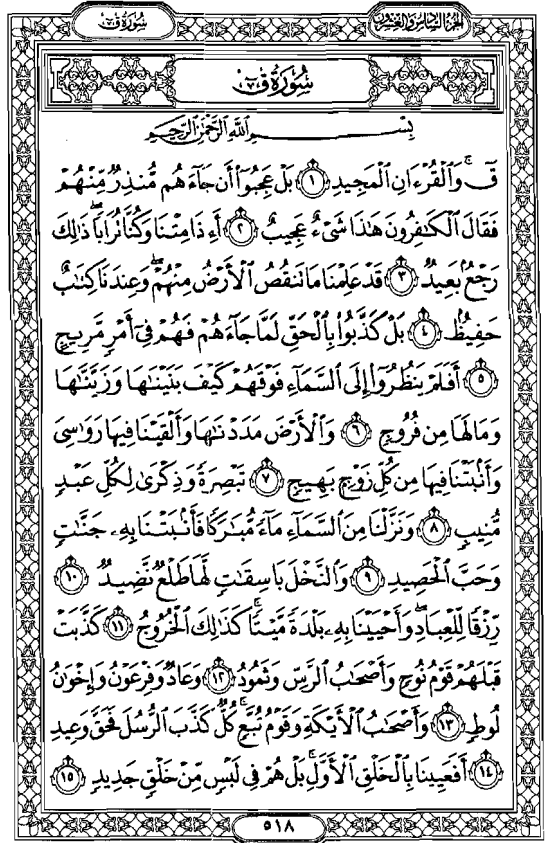 سُورَةُ قٓ
الجزء السادس والعشرون
سُورَةُ قٓ
بِسْمِ ٱللَّهِ ٱلرَّحْمَٰنِ ٱلرَّحِيمِ
قٓۚ وَٱلْقُرْءَانِ ٱلْمَجِيدِ ١ بَلْ عَجِبُوٓا۟ أَن جَآءَهُم مُّنذِرٌ مِّنْهُمْ
فَقَالَ ٱلْكَٰفِرُونَ هَٰذَا شَىْءٌ عَجِيبٌ ٢ أَءِذَا مِتْنَا وَكُنَّا تُرَابًاۖ ذَٰلِكَ
رَجْعٌۢ بَعِيدٌ ٣ قَدْ عَلِمْنَا مَا تَنقُصُ ٱلْأَرْضُ مِنْهُمْۖ وَعِندَنَا كِتَٰبٌ
حَفِيظٌۢ ٤ بَلْ كَذَّبُوا۟ بِٱلْحَقِّ لَمَّا جَآءَهُمْ فَهُمْ فِىٓ أَمْرٍ مَّرِيجٍ
٥ أَفَلَمْ يَنظُرُوٓا۟ إِلَى ٱلسَّمَآءِ فَوْقَهُمْ كَيْفَ بَنَيْنَٰهَا وَزَيَّنَّٰهَا
وَمَا لَهَا مِن فُرُوجٍ ٦ وَٱلْأَرْضَ مَدَدْنَٰهَا وَأَلْقَيْنَا فِيهَا رَوَٰسِىَ
وَأَنۢبَتْنَا فِيهَا مِن كُلِّ زَوْجٍۭ بَهِيجٍ ٧ تَبْصِرَةً وَذِكْرَىٰ لِكُلِّ عَبْدٍ
مُّنِيبٍ ٨ وَنَزَّلْنَا مِنَ ٱلسَّمَآءِ مَآءً مُّبَٰرَكًا فَأَنۢبَتْنَا بِهِۦ جَنَّٰتٍ
وَحَبَّ ٱلْحَصِيدِ ٩ وَٱلنَّخْلَ بَاسِقَٰتٍ لَّهَا طَلْعٌ نَّضِيدٌ ١٠
رِّزْقًا لِّلْعِبَادِۖ وَأَحْيَيْنَا بِهِۦ بَلْدَةً مَّيْتًاۚ كَذَٰلِكَ ٱلْخُرُوجُ ١١ كَذَّبَتْ
قَبْلَهُمْ قَوْمُ نُوحٍ وَأَصْحَٰبُ ٱلرَّسِّ وَثَمُودُ ١٢ وَعَادٌ وَفِرْعَوْنُ وَإِخْوَٰنُ
لُوطٍ ١٣ وَأَصْحَٰبُ ٱلْأَيْكَةِ وَقَوْمُ تُبَّعٍۚ كُلٌّ كَذَّبَ ٱلرُّسُلَ فَحَقَّ وَعِيدِ
١٤ أَفَعَيِينَا بِٱلْخَلْقِ ٱلْأَوَّلِۚ بَلْ هُمْ فِى لَبْسٍ مِّنْ خَلْقٍ جَدِيدٍ ١٥
٥١٨